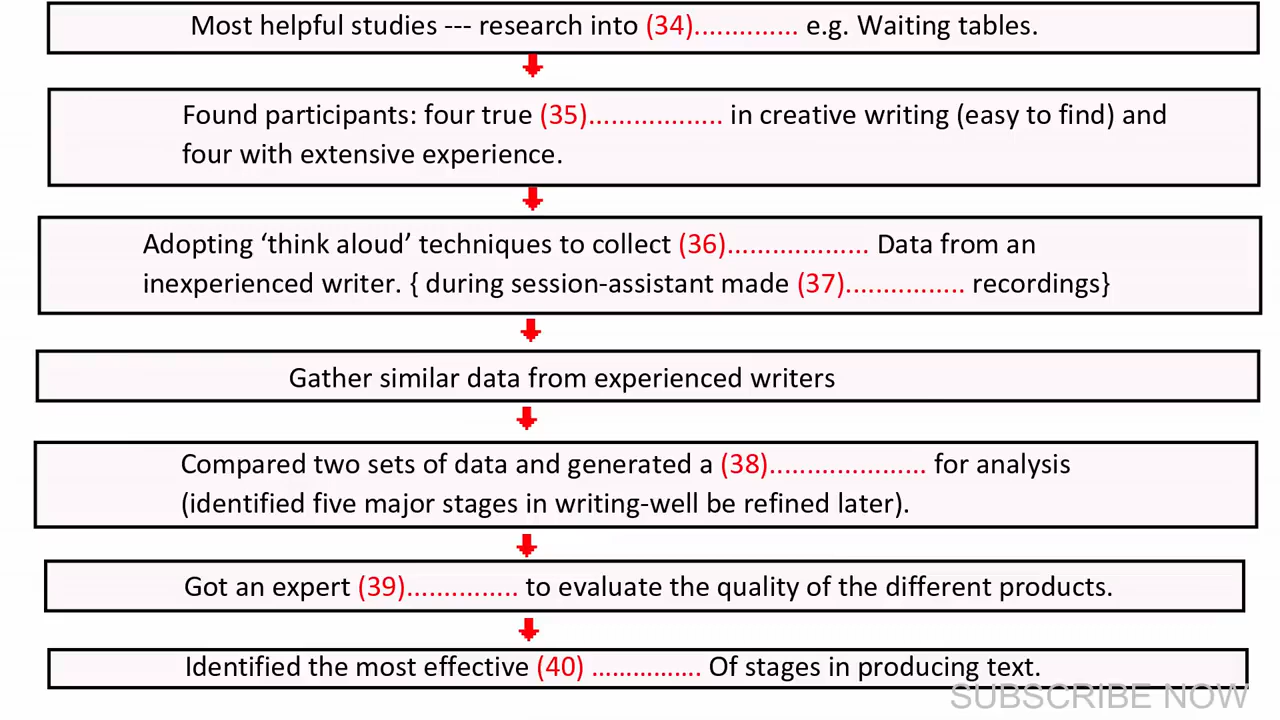 Most helpful studies --- research into (34).............. e.g. Waiting tables.
Found participants: four true (35).................. in creative writing (easy to find) and
four with extensive experience.
Adopting ‘think aloud’ techniques to collect (36)................... Data from an
inexperienced writer. { during session-assistant made (37)................ recordings}
Gather similar data from experienced writers
Compared two sets of data and generated a (38)..................... for analysis
(identified five major stages in writing-well be refined later).
Got an expert (39)............... to evaluate the quality of the different products.
Identified the most effective (40) ............... Of stages in producing text.
SUBSCRIBE NOW